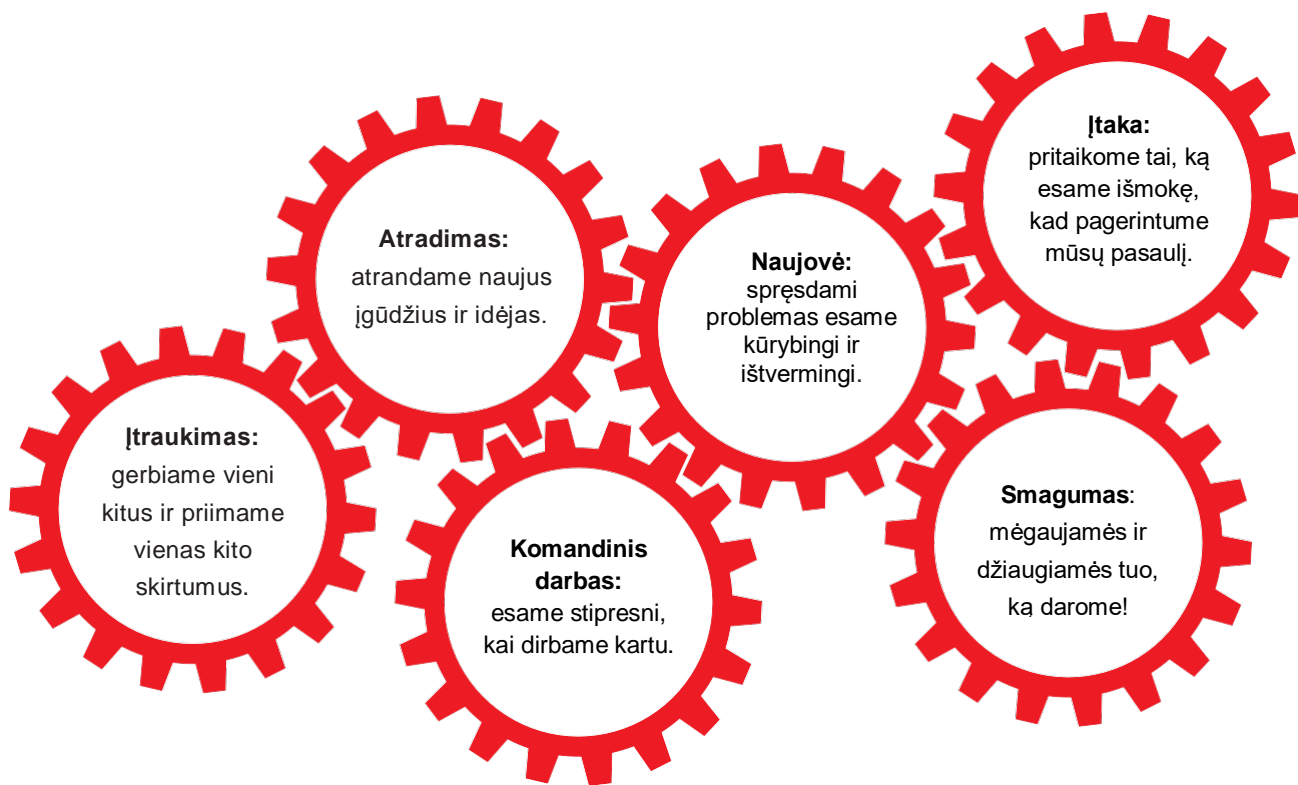 Įtaka:
pritaikome tai, ką
esame išmokę,
kad pagerintume
mūsų pasaulį.
Atradimas:
atrandame naujus
įgūdžius ir idėjas.
Naujovė:
spręsdami
problemas esame
kūrybingi ir
ištvermingi.
Įtraukimas:
gerbiame vieni
kitus ir priimame
vienas kito
skirtumus.
Komandinis
darbas:
esame stipresni,
kai dirbame kartu.
Smagumas:
mėgaujamės ir
džiaugiamės tuo,
ką darome!